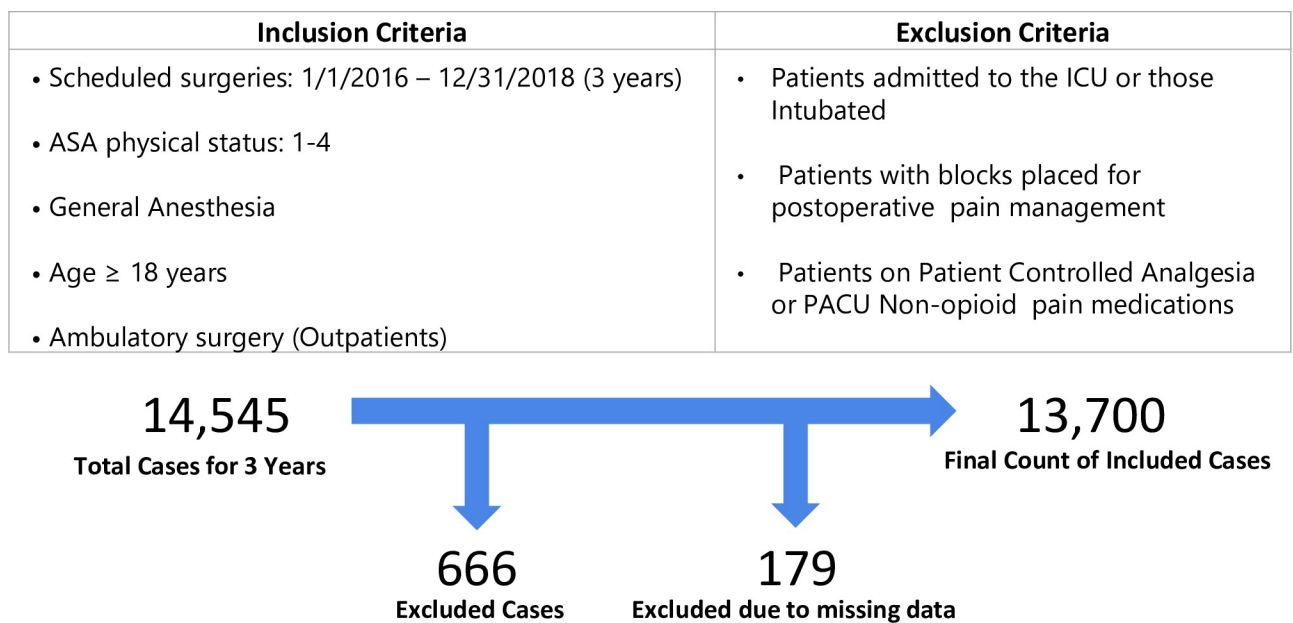 Inclusion Criteria
Exclusion Criteria
• Scheduled surgeries: 1/1/2016 – 12/31/2018 (3 years)
• ASA physical status: 1-4
• General Anesthesia
• Age ≥ 18 years
• Ambulatory surgery (Outpatients)
• Patients admitted to the ICU or those
Intubated
• Patients with blocks placed for
postoperative pain management
• Patients on Patient Controlled Analgesia
or PACU Non-opioid pain medications
14,545
Total Cases for 3 Years
13,700
Final Count of Included Cases
666
Excluded Cases
179
Excluded due to missing data